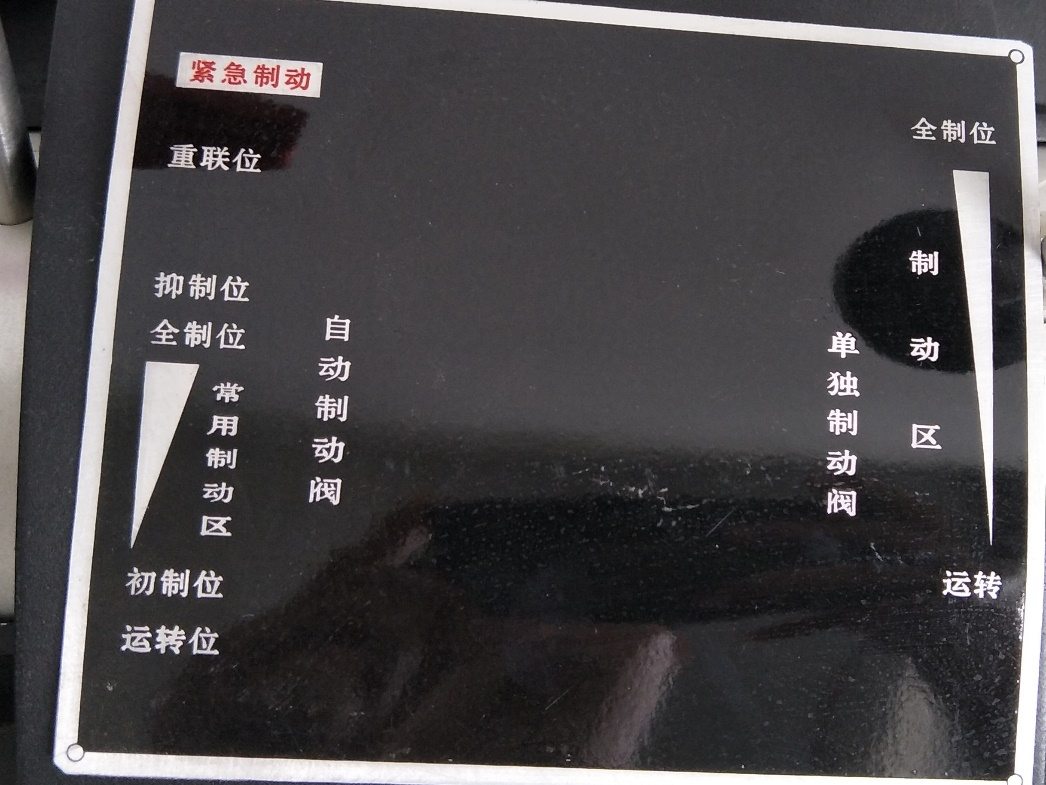 紧急制动
重联位
抑制位
全制位
常用制动区
初制位
运转位
自动制动阀
单独制动阀
全制位
制动区
运转